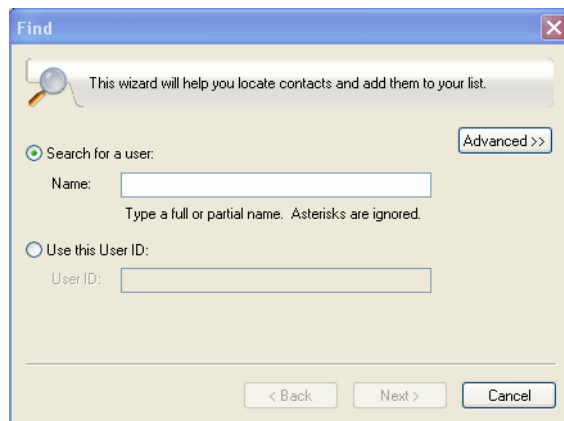 Find
This wizard will help you locate contacts and add them to your list.
Advanced >>
Search for a user:
Name:
Type a full or partial name. Asterisks are ignored.
Use this User ID:
User ID:
< Back
Next >
Cancel